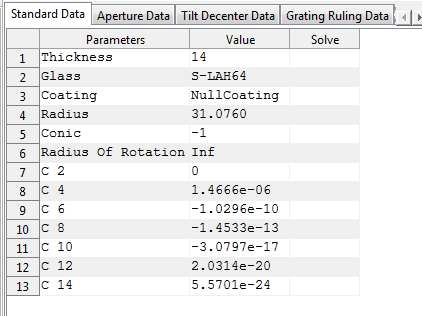 Standard Data Aperture Data Tilt Decenter Data Grating Ruling Data
Parameters Value Solve
1 Thickness 14
2 Glass S-LAH64
3 Coating NullCoating
4 Radius 31.0760
5 Conic -1
6 Radius Of Rotation Inf
7 C 2 0
8 C 4 1.4666e-06
9 C 6 -1.0296e-10
10 C 8 -1.4533e-13
11 C 10 -3.0797e-17
12 C 12 2.0314e-20
13 C 14 5.5701e-24